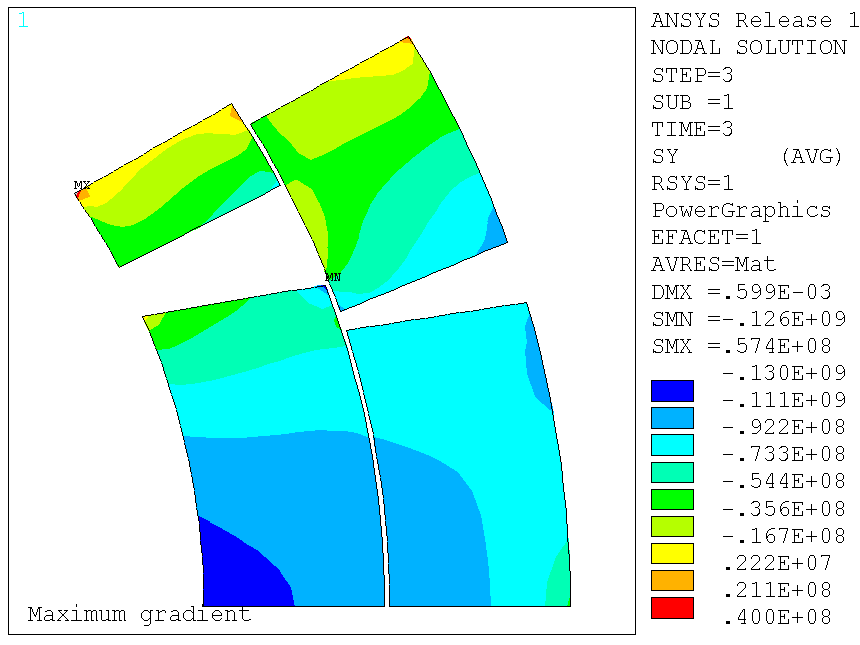 1
ANSYS Release 1
NODAL SOLUTION
STEP=3
SUB =1
TIME=3
SY (AVG)
RSYS=1
PowerGraphics
EFACET=1
AVRES=Mat
DMX =.599E-03
SMN =-.126E+09
SMX =.574E+08
-.130E+09
-.111E+09
-.922E+08
-.733E+08
-.544E+08
-.356E+08
-.167E+08
.222E+07
.211E+08
.400E+08
MX
MN
Maximum gradient